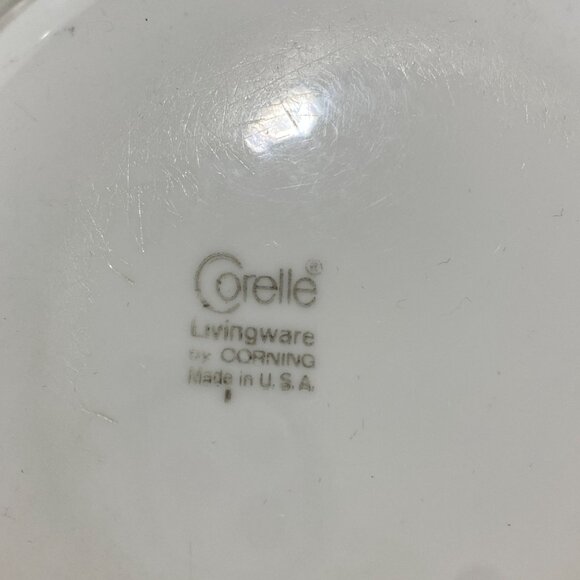 Corelle®
Livingware
by CORNING
Made in U.S.A.